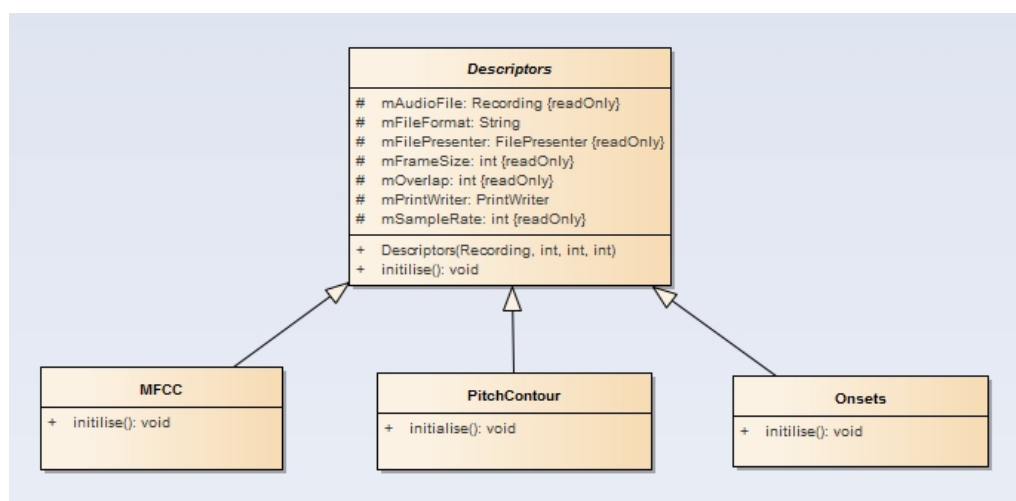 Descriptors
# mAudioFile: Recording {readOnly}
# mFileFormat: String
# mFilePresenter: FilePresenter {readOnly}
# mFrameSize: int {readOnly}
# mOverlap: int {readOnly}
# mPrintWriter: PrintWriter
# mSampleRate: int {readOnly}
+ Descriptors(Recording, int, int, int)
+ initilise(): void
MFCC
+ initilise(): void
PitchContour
+ initialise(): void
Onsets
+ initilise(): void